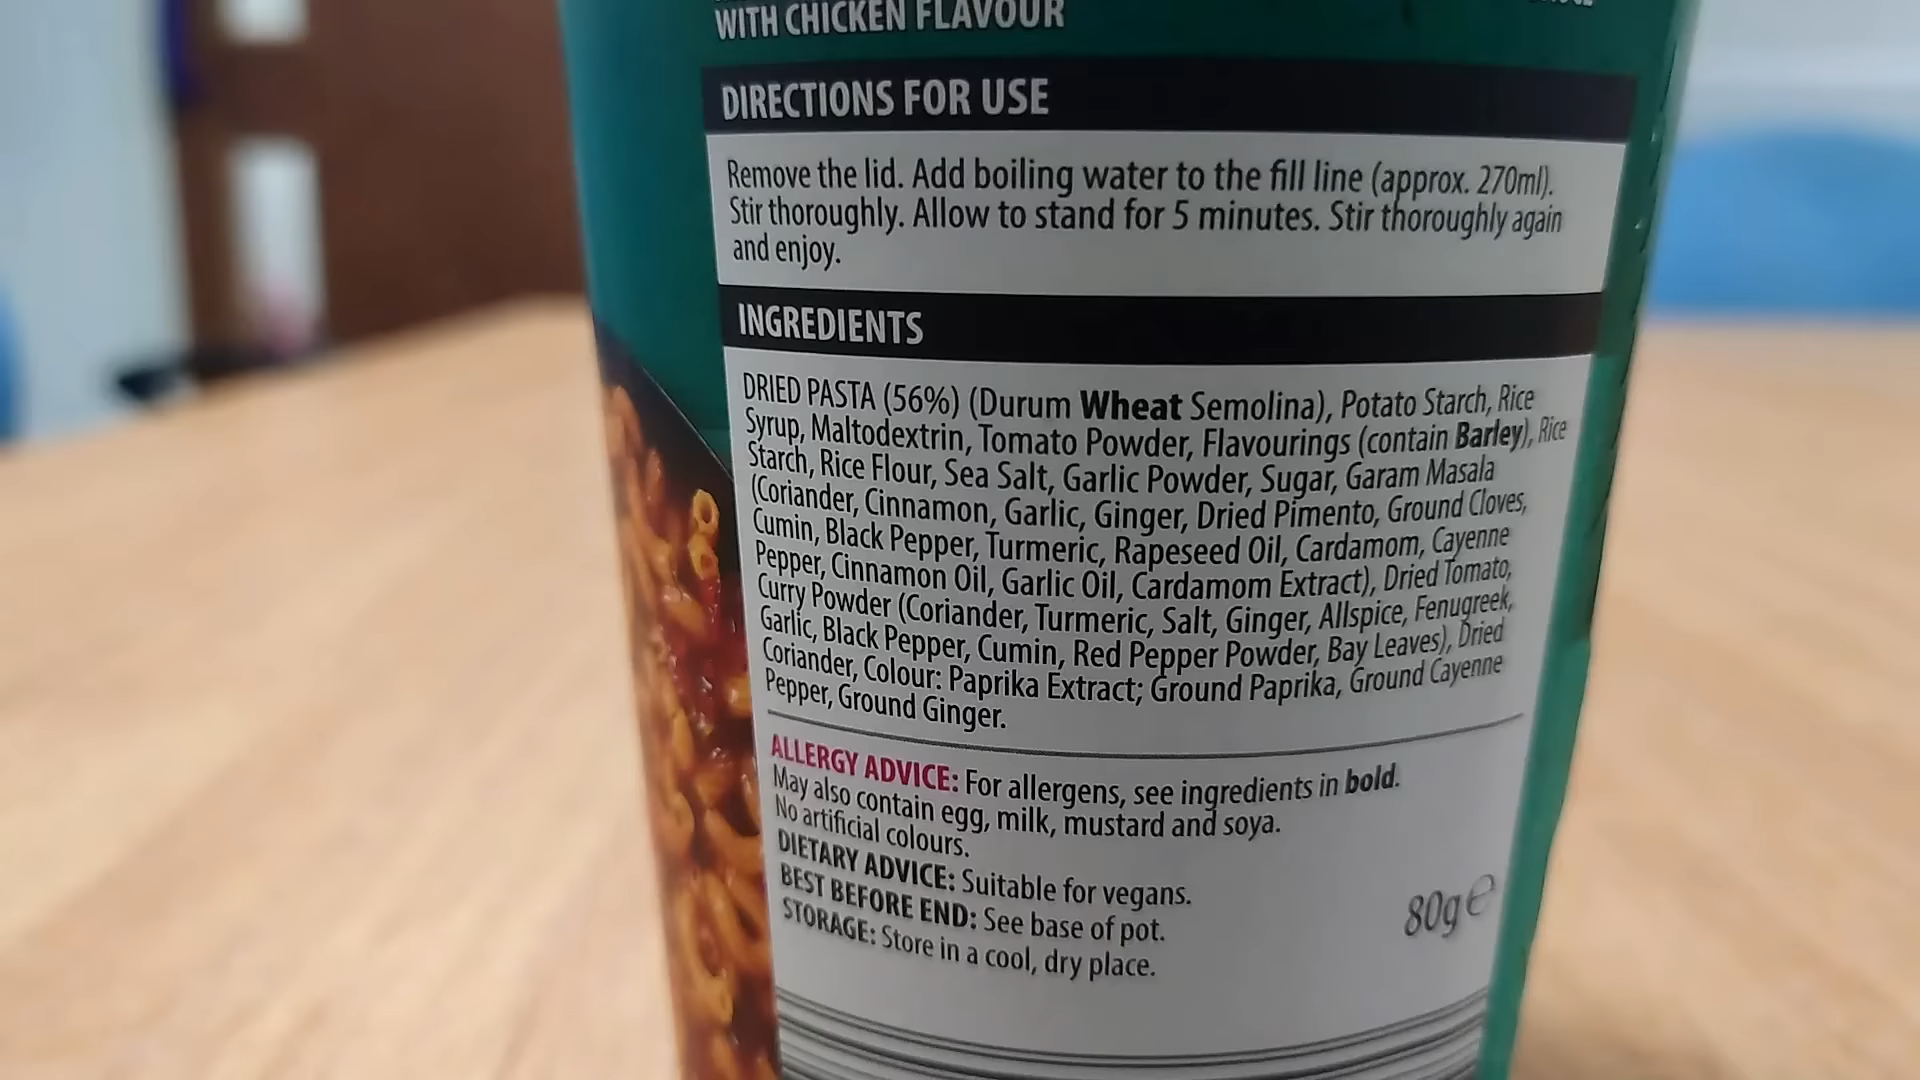 WITH CHICKEN FLAVOUR
DIRECTIONS FOR USE
Remove the lid. Add boiling water to the fill line (approx. 270ml).
Stir thoroughly. Allow to stand for 5 minutes. Stir thoroughly again
and enjoy.
INGREDIENTS
DRIED PASTA (56%) (Durum Wheat Semolina), Potato Starch, Rice
Syrup, Maltodextrin, Tomato Powder, Flavourings (contain Barley), Rice
Starch, Rice Flour, Sea Salt, Garlic Powder, Sugar, Garam Masala
(Coriander, Cinnamon, Garlic, Ginger, Dried Pimento, Ground Cloves,
Cumin, Black Pepper, Turmeric, Rapeseed Oil, Cardamom, Cayenne
Pepper, Cinnamon Oil, Garlic Oil, Cardamom Extract), Dried Tomato,
Curry Powder (Coriander, Turmeric, Salt, Ginger, Allspice, Fenugreek,
Garlic, Black Pepper, Cumin, Red Pepper Powder, Bay Leaves), Dried
Coriander, Colour: Paprika Extract; Ground Paprika, Ground Cayenne
Pepper, Ground Ginger.
ALLERGY ADVICE: For allergens, see ingredients in bold.
May also contain egg, milk, mustard and soya.
No artificial colours.
DIETARY ADVICE: Suitable for vegans.
BEST BEFORE END: See base of pot.
STORAGE: Store in a cool, dry place.
80g℮